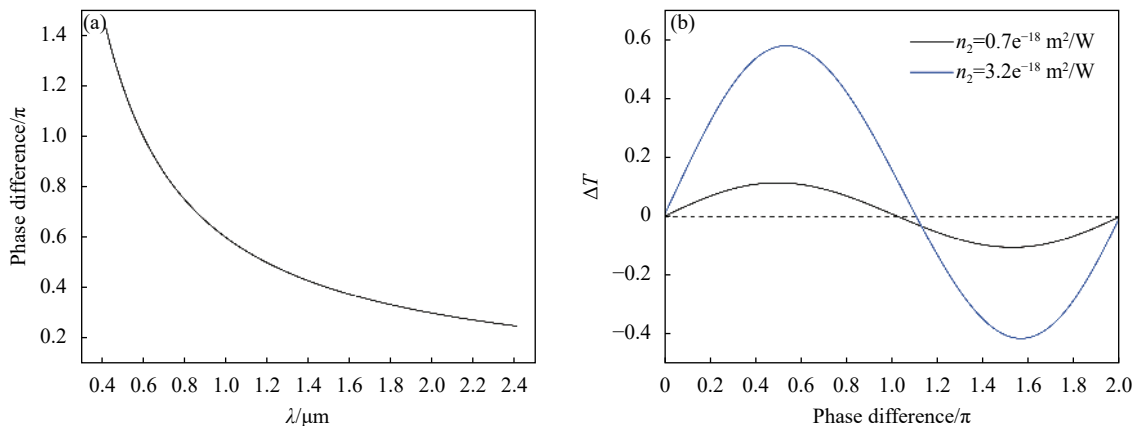 (a)
1.4
1.2
1.0
0.8
0.6
0.4
0.2
Phase difference/π
0.4 0.6 0.8 1.0 1.2 1.4 1.6 1.8 2.0 2.2 2.4
λ/μm
(b)
n₂=0.7e⁻¹⁸ m²/W
n₂=3.2e⁻¹⁸ m²/W
0.6
0.4
0.2
0
−0.2
−0.4
ΔT
0 0.2 0.4 0.6 0.8 1.0 1.2 1.4 1.6 1.8 2.0
Phase difference/π